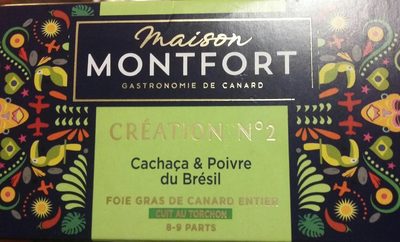 Maison
MONTFORT
GASTRONOMIE DE CANARD
CRÉATION N°2
Cachaça & Poivre
du Brésil
FOIE GRAS DE CANARD ENTIER
CUIT AU TORCHON
8-9 PARTS